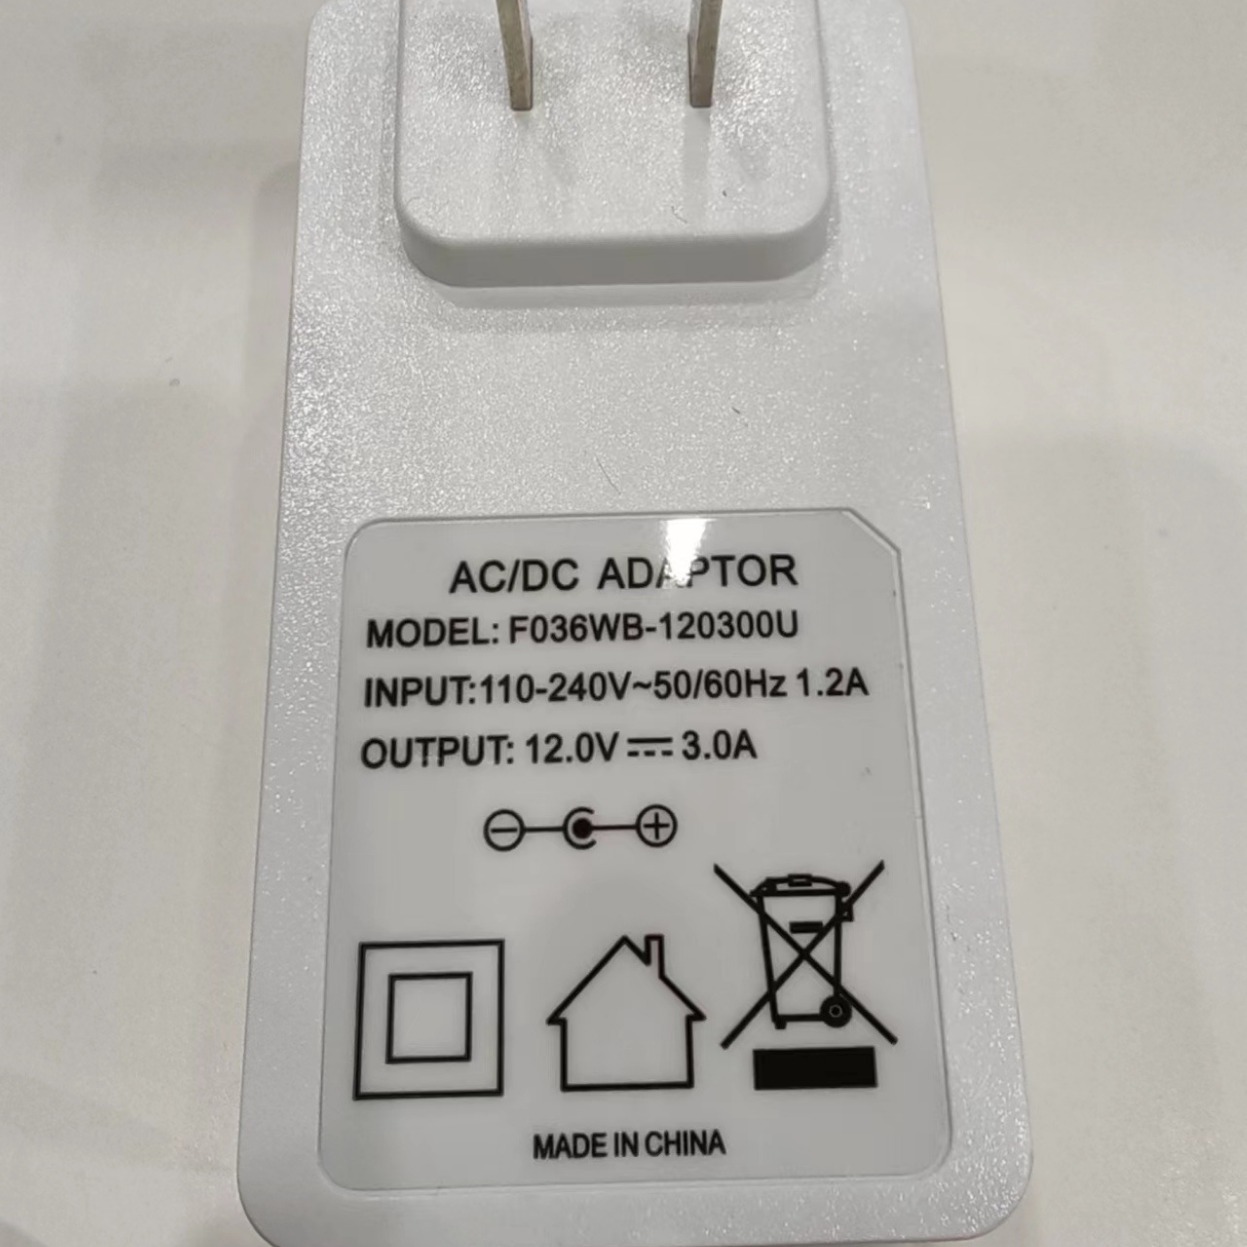 AC/DC ADAPTOR
MODEL: F036WB-120300U
INPUT:110-240V~50/60Hz 1.2A
OUTPUT: 12.0V⎓3.0A
MADE IN CHINA